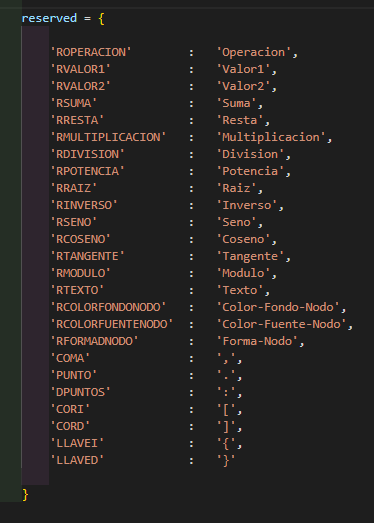 reserved = {
'ROPERACION' : 'Operacion',
'RVALOR1' : 'Valor1',
'RVALOR2' : 'Valor2',
'RSUMA' : 'Suma',
'RRESTA' : 'Resta',
'RMULTIPLICACION' : 'Multiplicacion',
'RDIVISION' : 'Division',
'RPOTENCIA' : 'Potencia',
'RRAIZ' : 'Raiz',
'RINVERSO' : 'Inverso',
'RSENO' : 'Seno',
'RCOSENO' : 'Coseno',
'RTANGENTE' : 'Tangente',
'RMODULO' : 'Modulo',
'RTEXTO' : 'Texto',
'RCOLORFONDONODO' : 'Color-Fondo-Nodo',
'RCOLORFUENTENODO' : 'Color-Fuente-Nodo',
'RFORMADNODO' : 'Forma-Nodo',
'COMA' : ',',
'PUNTO' : '.',
'DPUNTOS' : ':',
'CORI' : '[',
'CORD' : ']',
'LLAVEI' : '{',
'LLAVED' : '}'
}